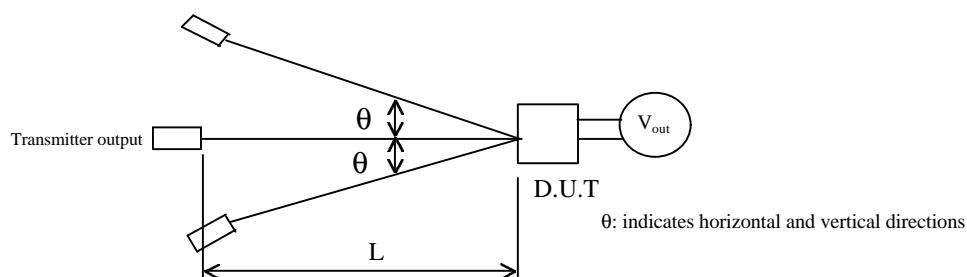 θ
Transmitter output
V_out
θ
D.U.T
θ: indicates horizontal and vertical directions
L